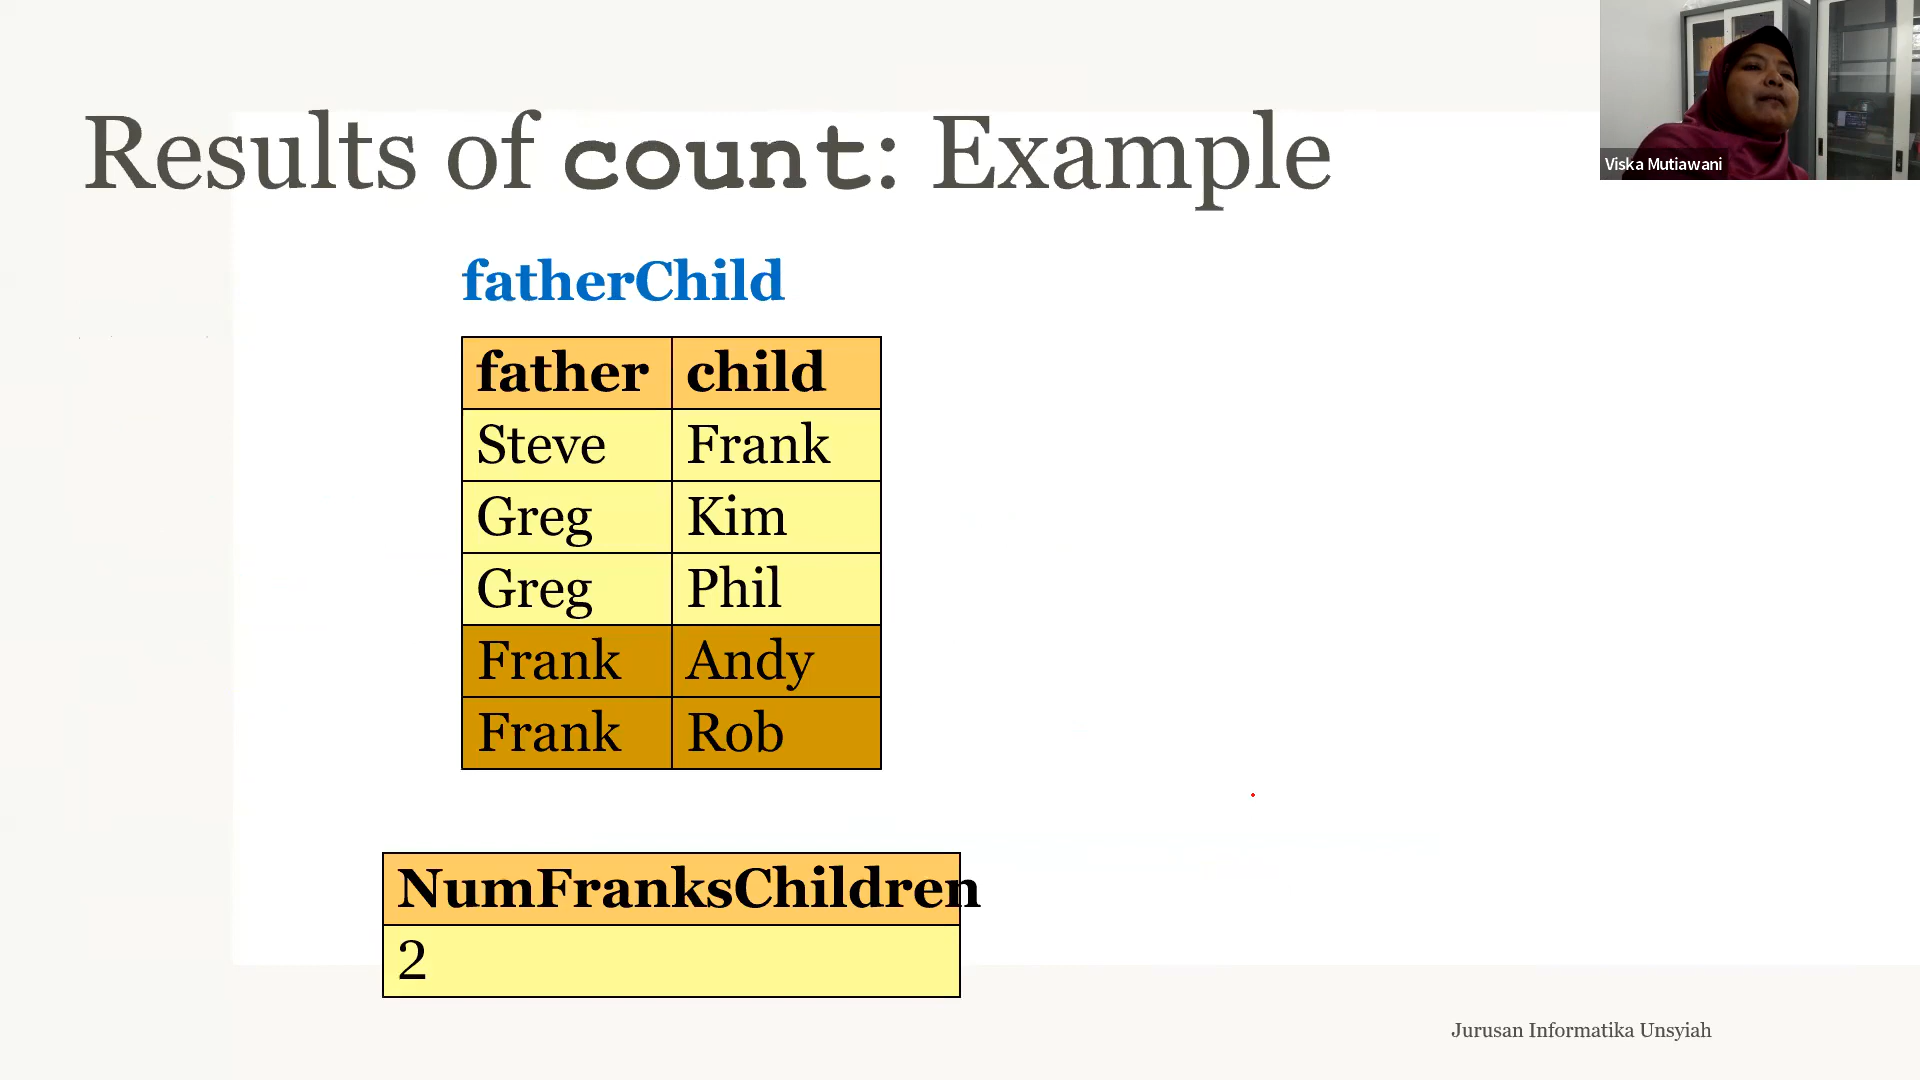 Viska Mutiawani
Results of count: Example
fatherChild
father child
Steve Frank
Greg Kim
Greg Phil
Frank Andy
Frank Rob
NumFranksChildren
2
Jurusan Informatika Unsyiah